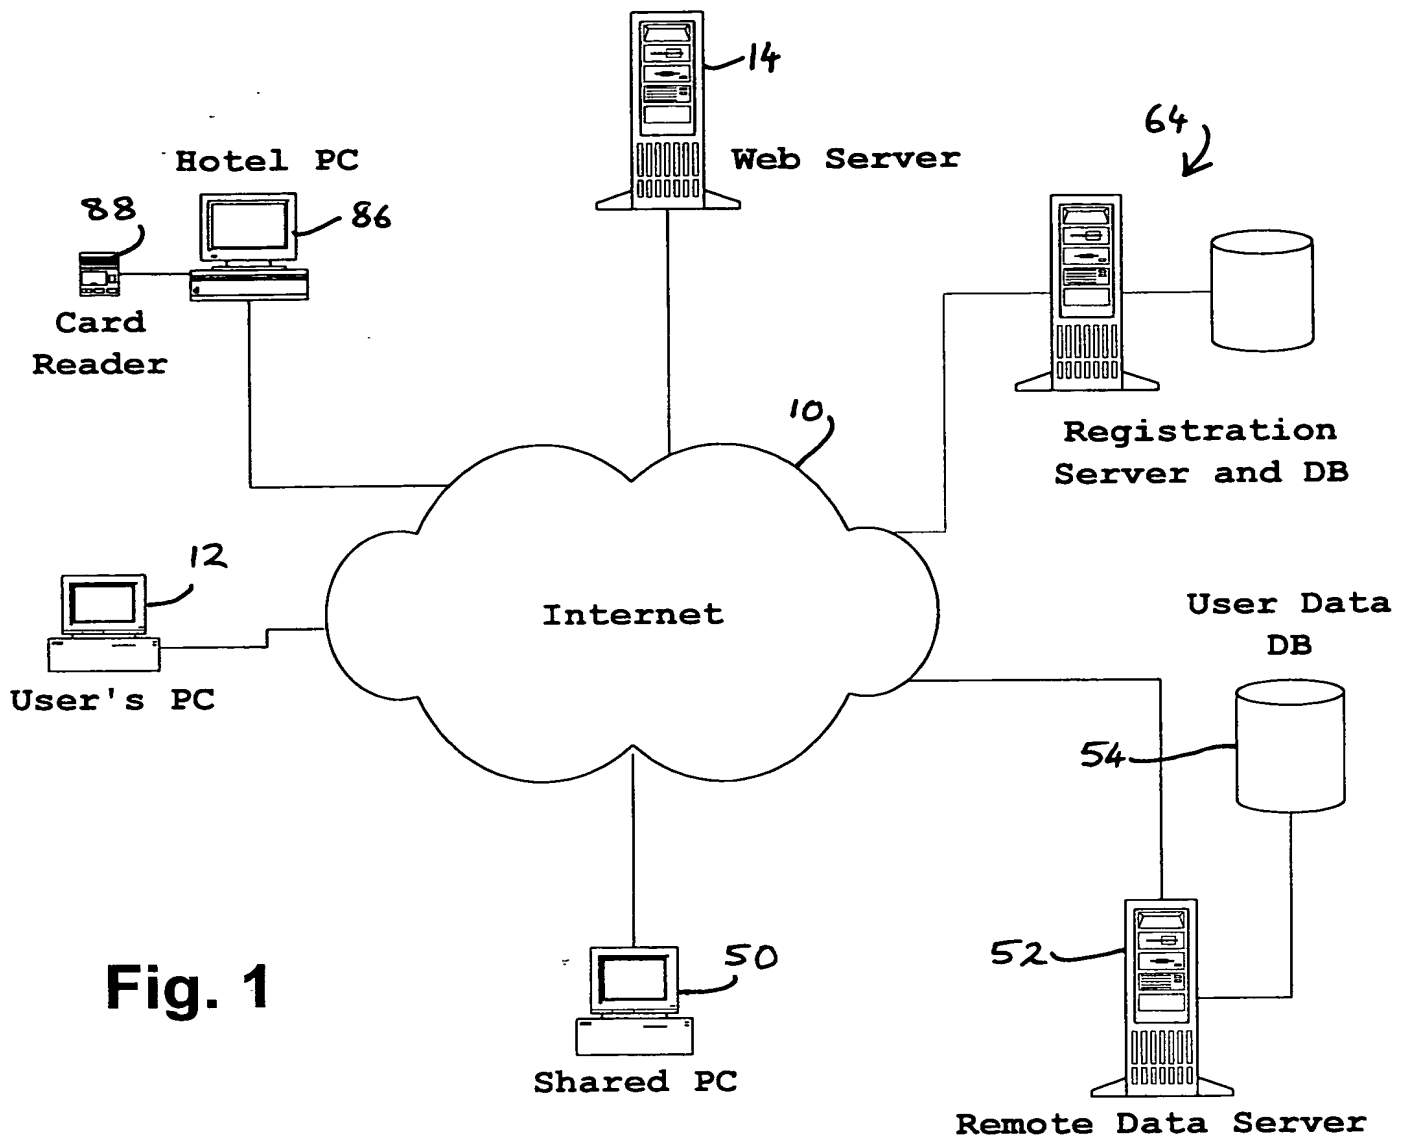 14
64
Hotel PC
Web Server
88
86
Card
Reader
10
Registration
Server and DB
12
Internet
User Data
DB
User's PC
54
52
50
Fig. 1
Shared PC
Remote Data Server